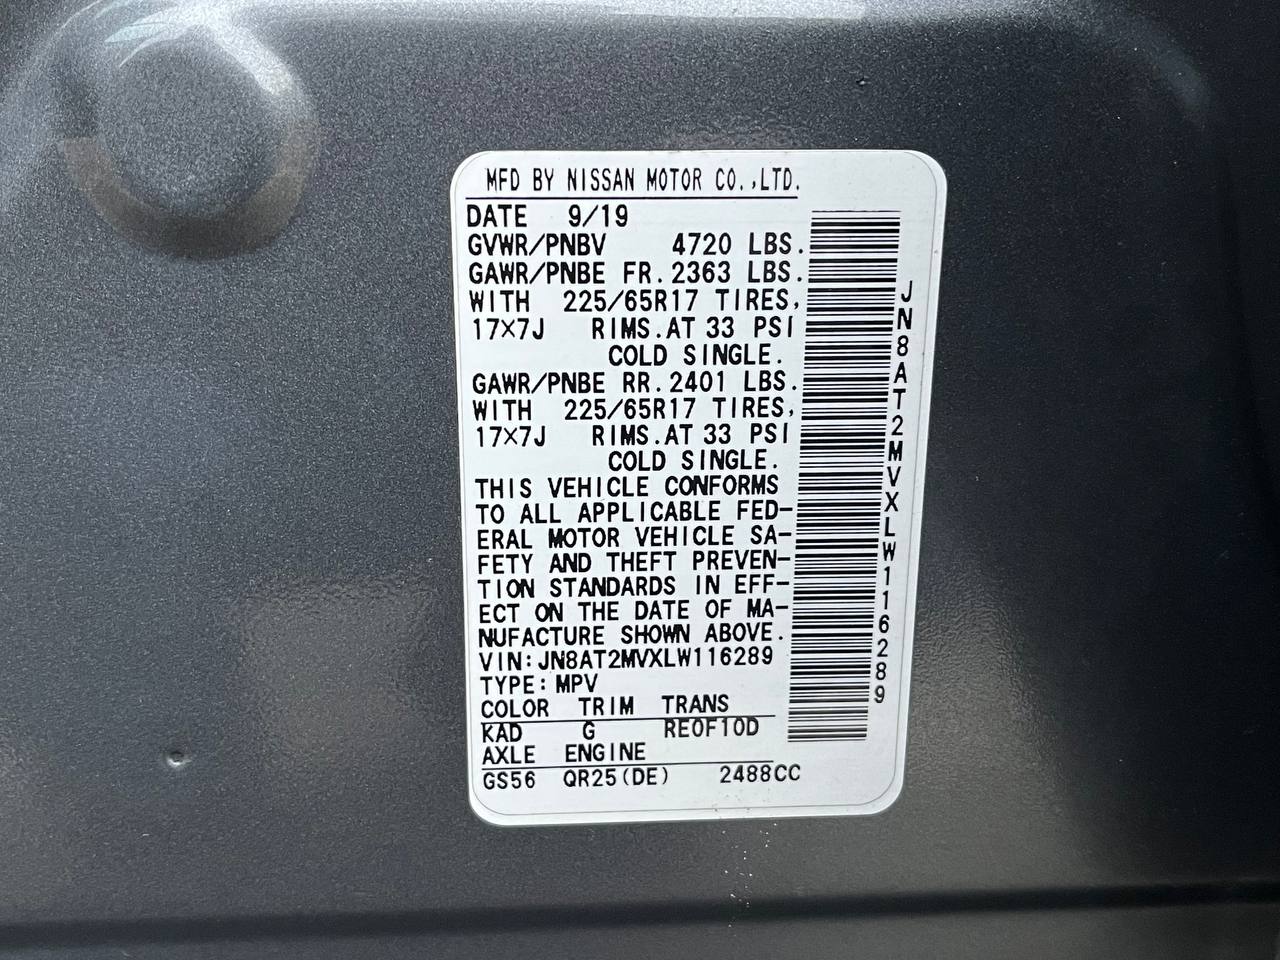 MFD BY NISSAN MOTOR CO.,LTD.
DATE 9/19
GVWR/PNBV 4720 LBS.
GAWR/PNBE FR. 2363 LBS.
WITH 225/65R17 TIRES,
17X7J RIMS. AT 33 PSI
COLD SINGLE.
GAWR/PNBE RR. 2401 LBS.
WITH 225/65R17 TIRES,
17X7J RIMS. AT 33 PSI
COLD SINGLE.
THIS VEHICLE CONFORMS
TO ALL APPLICABLE FED-
ERAL MOTOR VEHICLE SA-
FETY AND THEFT PREVEN-
TION STANDARDS IN EFF-
ECT ON THE DATE OF MA-
NUFACTURE SHOWN ABOVE.
VIN: JN8AT2MVXLW116289
TYPE: MPV
COLOR TRIM TRANS
KAD G RE0F10D
AXLE ENGINE
GS56 QR25(DE) 2488CC
JN8AT2MVXLW116289